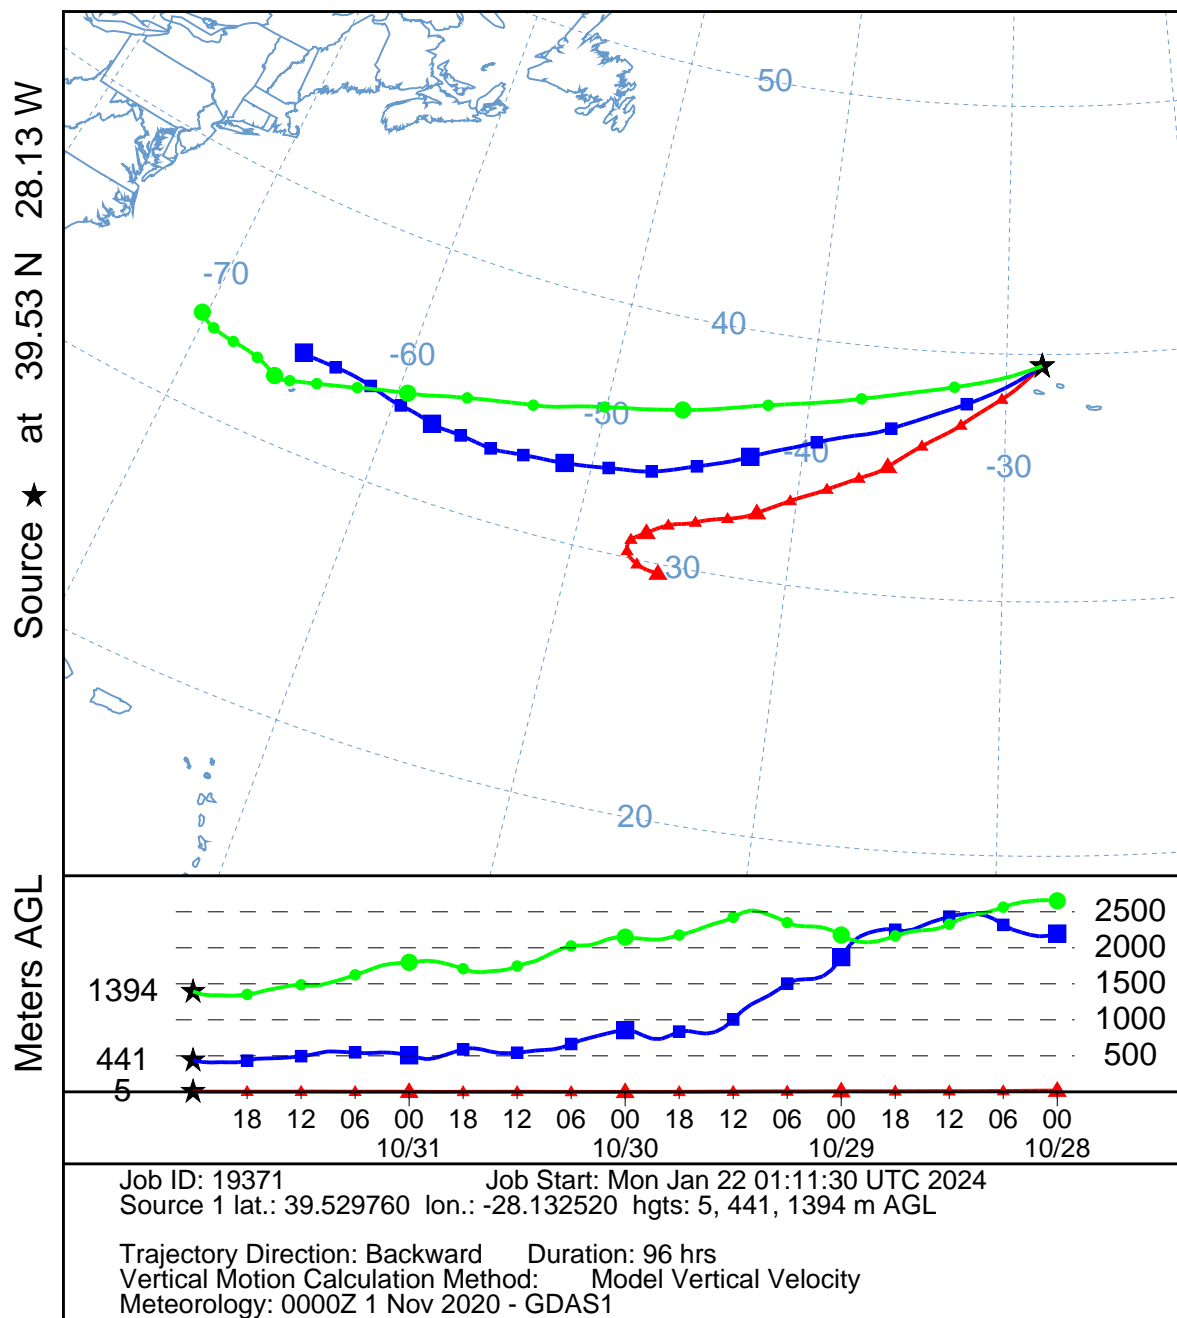 Source ★ at 39.53 N 28.13 W
50
-70
40
-60
-50
-40
-30
30
20
Meters AGL
2500
2000
1394
1500
1000
441
500
5
18 12 06 00 18 12 06 00 18 12 06 00 18 12 06 00
10/31 10/30 10/29 10/28
Job ID: 19371 Job Start: Mon Jan 22 01:11:30 UTC 2024
Source 1 lat.: 39.529760 lon.: -28.132520 hgts: 5, 441, 1394 m AGL
Trajectory Direction: Backward Duration: 96 hrs
Vertical Motion Calculation Method: Model Vertical Velocity
Meteorology: 0000Z 1 Nov 2020 - GDAS1